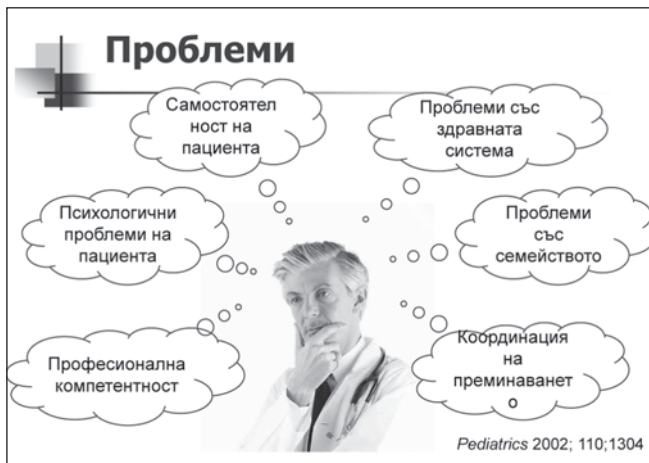 Проблеми
Самостоятел
ност на
пациента
Проблеми със
здравната
система
Психологични
проблеми на
пациента
Проблеми
със
семейството
Професионална
компетентност
Координация
на
преминаванет
о
Pediatrics 2002; 110;1304